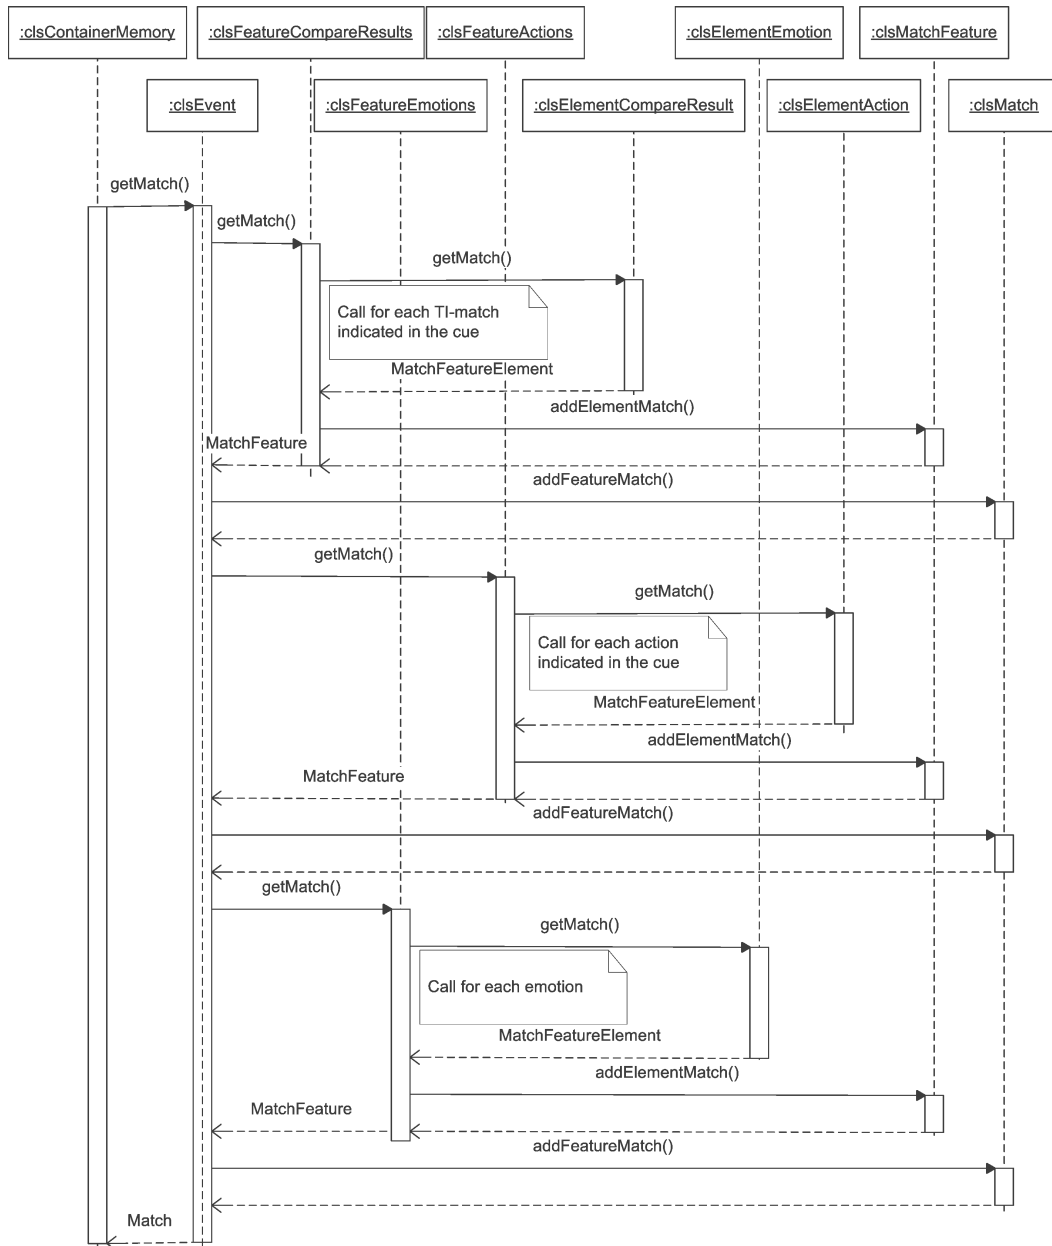 :clsContainerMemory
:clsFeatureCompareResults
:clsFeatureActions
:clsElementEmotion
:clsMatchFeature
:clsEvent
:clsFeatureEmotions
:clsElementCompareResult
:clsElementAction
:clsMatch
getMatch()
getMatch()
getMatch()
Call for each TI-match
indicated in the cue
MatchFeatureElement
addElementMatch()
MatchFeature
addFeatureMatch()
getMatch()
getMatch()
Call for each action
indicated in the cue
MatchFeatureElement
addElementMatch()
MatchFeature
addFeatureMatch()
getMatch()
getMatch()
Call for each emotion
MatchFeatureElement
addElementMatch()
MatchFeature
addFeatureMatch()
Match